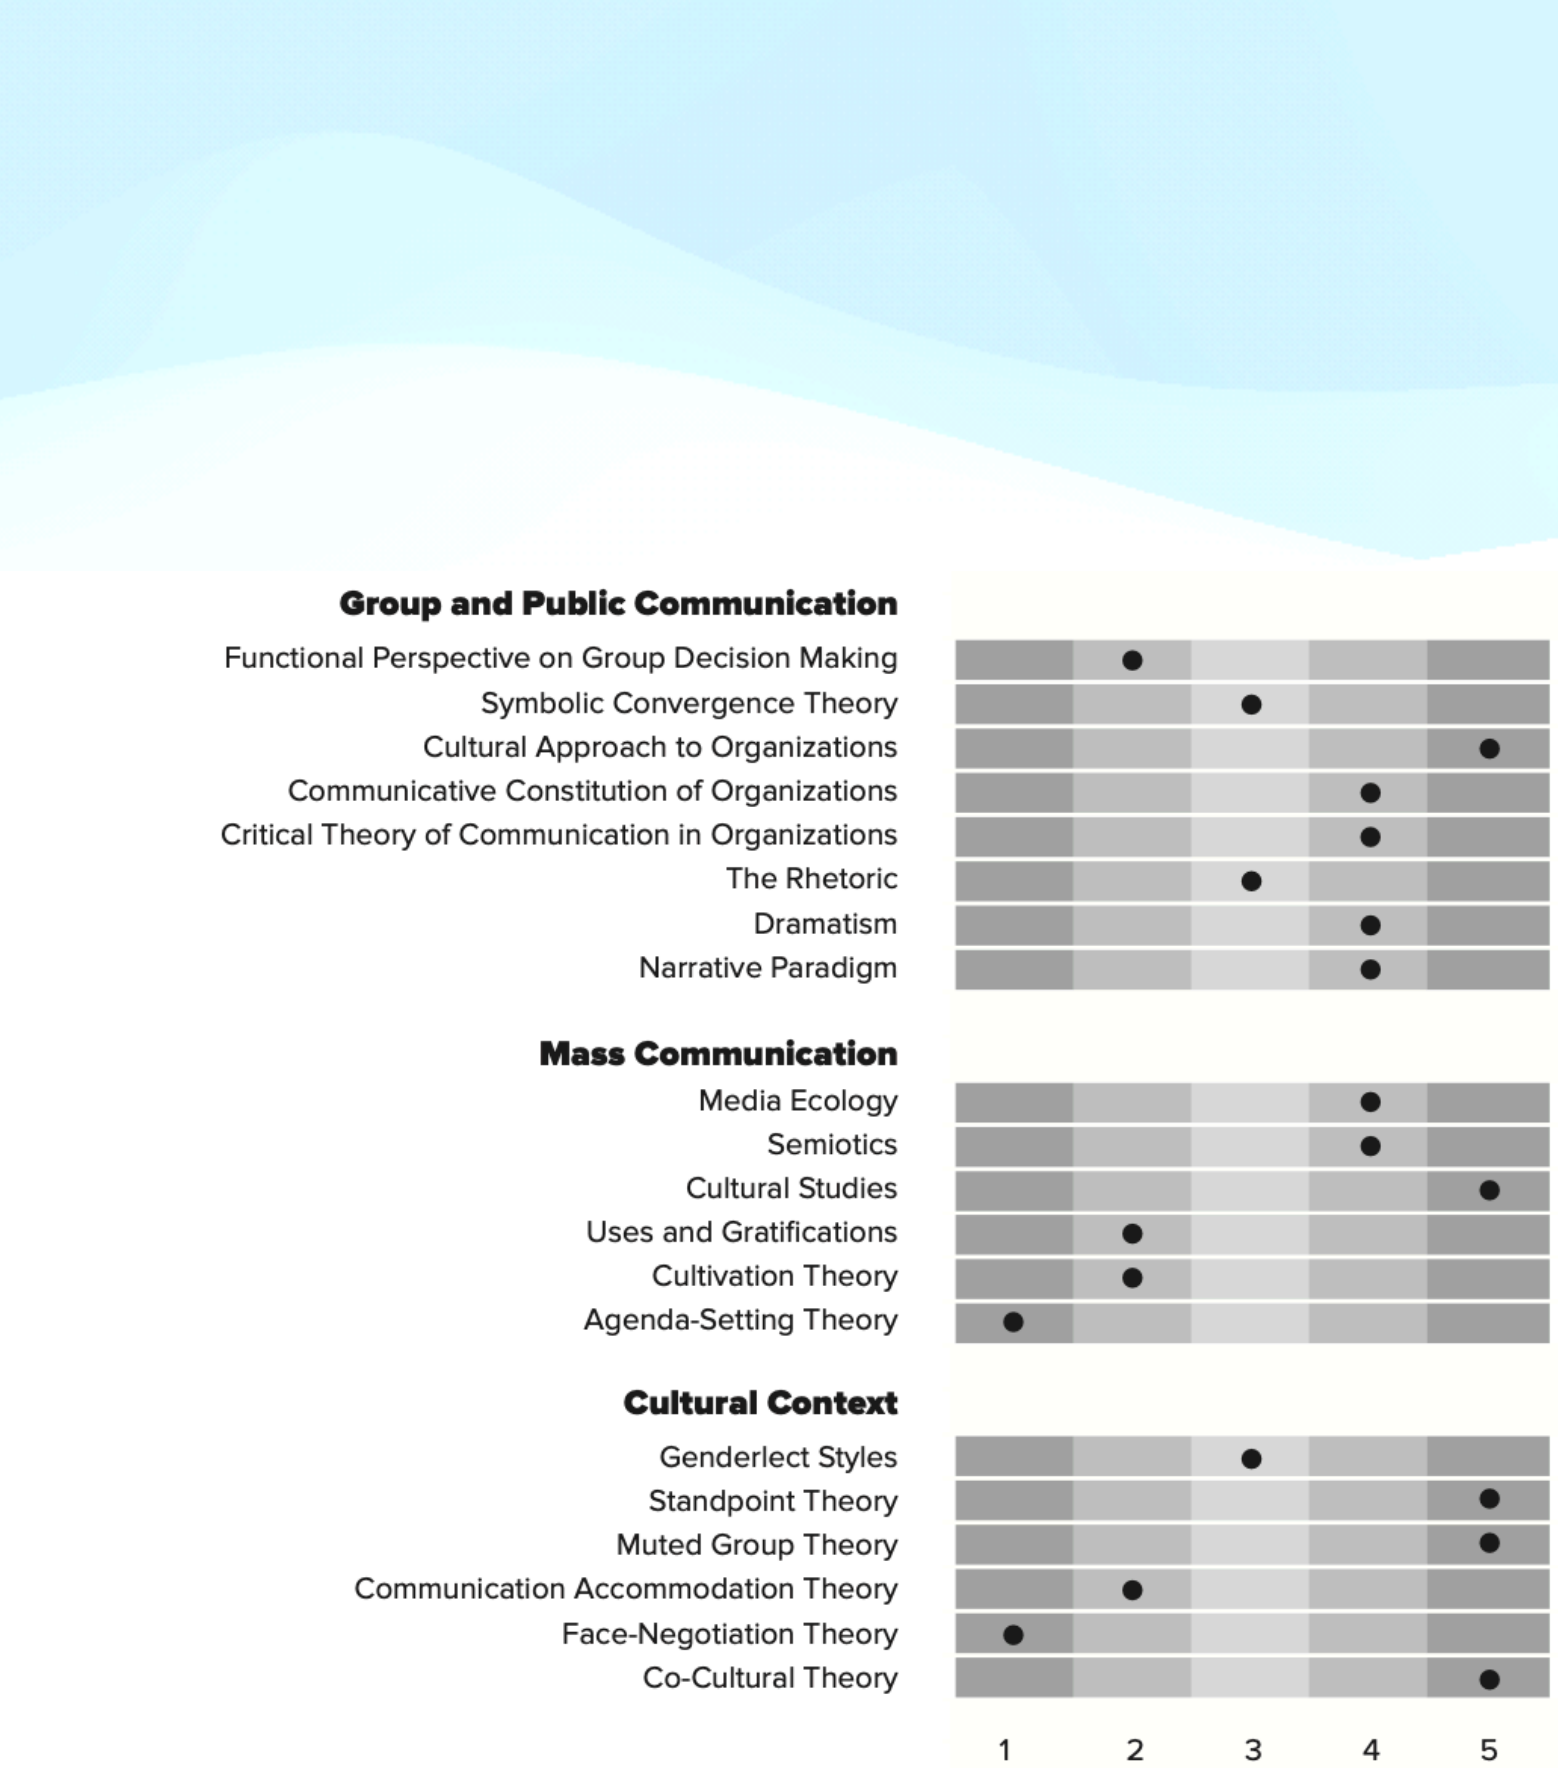 Group and Public Communication
Functional Perspective on Group Decision Making
Symbolic Convergence Theory
Cultural Approach to Organizations
Communicative Constitution of Organizations
Critical Theory of Communication in Organizations
The Rhetoric
Dramatism
Narrative Paradigm
Mass Communication
Media Ecology
Semiotics
Cultural Studies
Uses and Gratifications
Cultivation Theory
Agenda-Setting Theory
Cultural Context
Genderlect Styles
Standpoint Theory
Muted Group Theory
Communication Accommodation Theory
Face-Negotiation Theory
Co-Cultural Theory
1 2 3 4 5